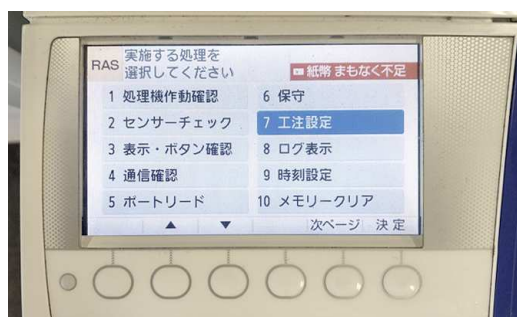 RAS 実施する処理を
選択してください
紙幣 まもなく不足
1 処理機作動確認
2 センサーチェック
3 表示・ボタン確認
4 通信確認
5 ポートリード
6 保守
7 工注設定
8 ログ表示
9 時刻設定
10 メモリークリア
▲ ▼ 次ページ 決定